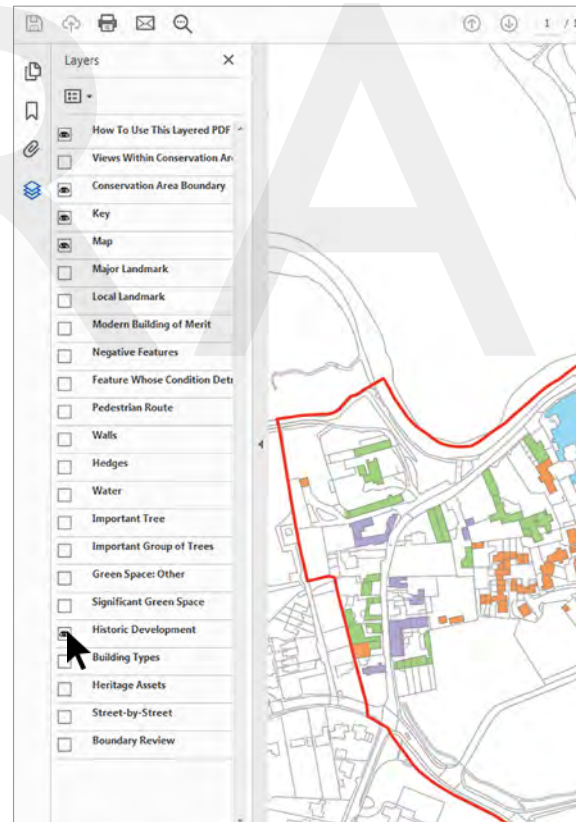 1 /
Layers
How To Use This Layered PDF
Views Within Conservation
Conservation Area Boundary
Key
Map
Major Landmark
Local Landmark
Modern Building of Merit
Negative Features
Feature Whose Condition
Pedestrian Route
Walls
Hedges
Water
Important Tree
Important Group of Trees
Green Space: Other
Significant Green Space
Historic Development
Building Types
Heritage Assets
Street-by-Street
Boundary Review